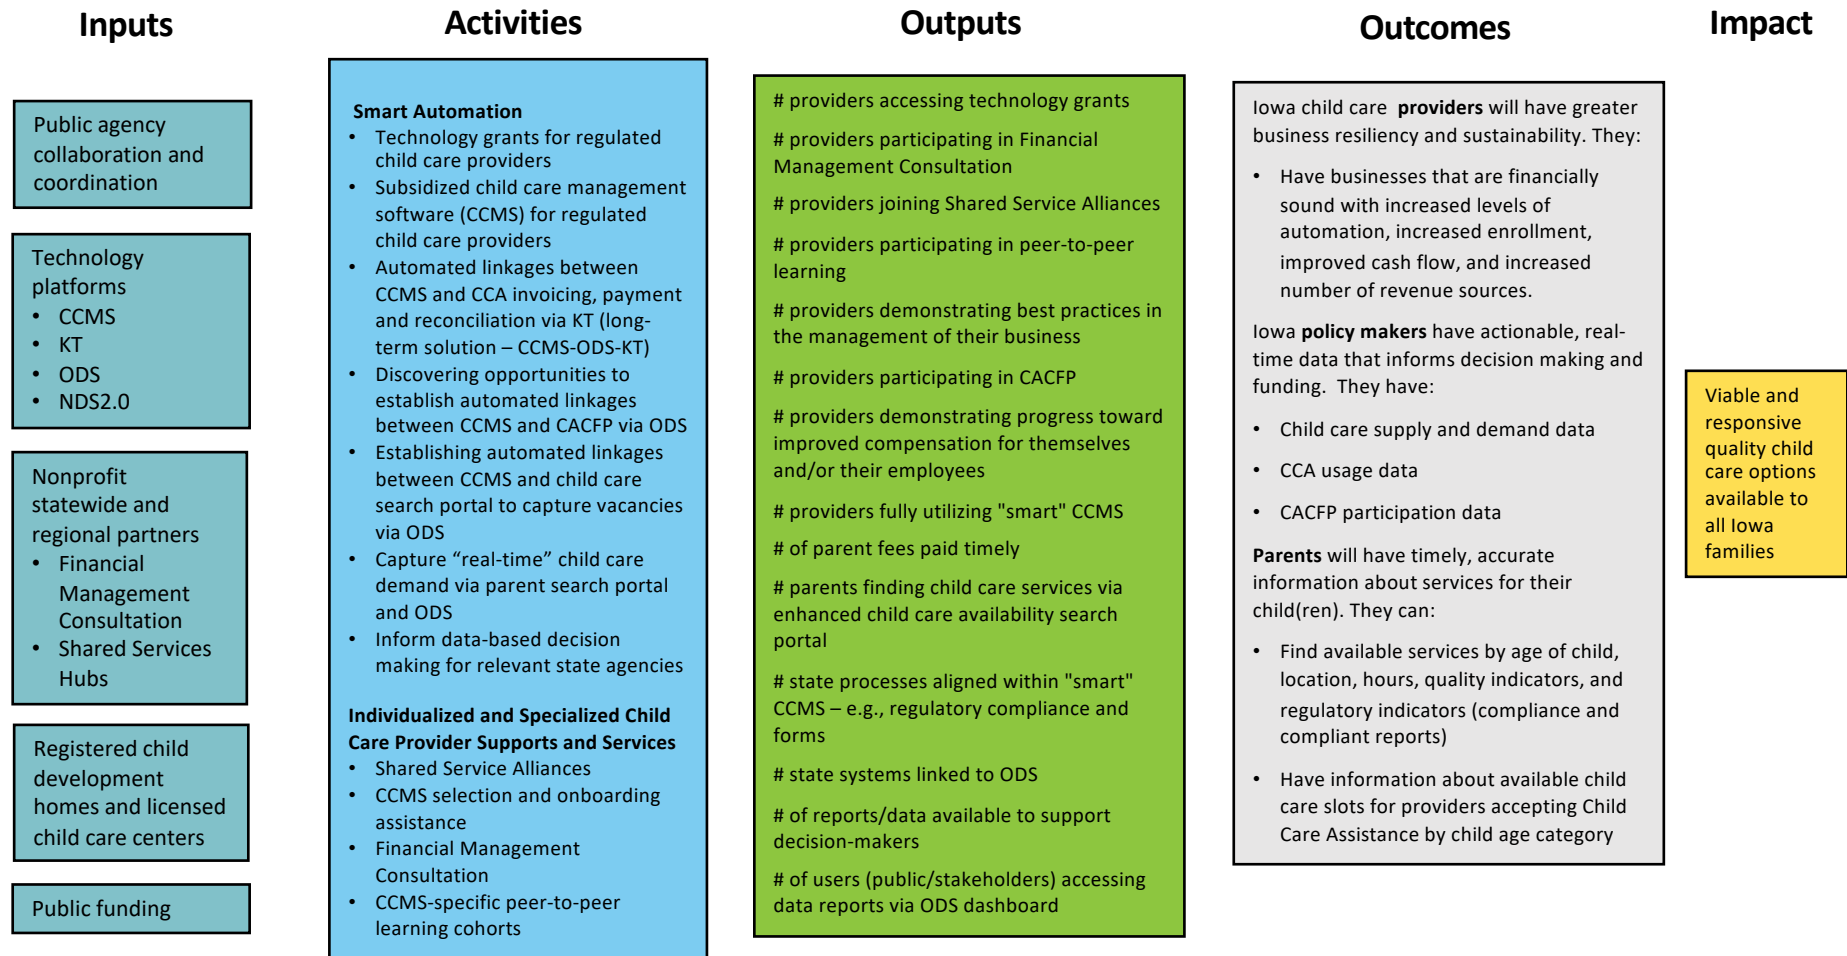 Inputs
Public agency
collaboration and
coordination
Technology
platforms
• CCMS
• KT
• ODS
• NDS2.0
Nonprofit
statewide and
regional partners
• Financial
Management
Consultation
• Shared Services
Hubs
Registered child
development
homes and licensed
child care centers
Public funding
Activities
Smart Automation
• Technology grants for regulated
child care providers
• Subsidized child care management
software (CCMS) for regulated
child care providers
• Automated linkages between
CCMS and CCA invoicing, payment
and reconciliation via KT (long-
term solution – CCMS-ODS-KT)
• Discovering opportunities to
establish automated linkages
between CCMS and CACFP via ODS
• Establishing automated linkages
between CCMS and child care
search portal to capture vacancies
via ODS
• Capture “real-time” child care
demand via parent search portal
and ODS
• Inform data-based decision
making for relevant state agencies
Individualized and Specialized Child
Care Provider Supports and Services
• Shared Service Alliances
• CCMS selection and onboarding
assistance
• Financial Management
Consultation
• CCMS-specific peer-to-peer
learning cohorts
Outputs
# providers accessing technology grants
# providers participating in Financial
Management Consultation
# providers joining Shared Service Alliances
# providers participating in peer-to-peer
learning
# providers demonstrating best practices in
the management of their business
# providers participating in CACFP
# providers demonstrating progress toward
improved compensation for themselves
and/or their employees
# providers fully utilizing "smart" CCMS
# of parent fees paid timely
# parents finding child care services via
enhanced child care availability search
portal
# state processes aligned within "smart"
CCMS – e.g., regulatory compliance and
forms
# state systems linked to ODS
# of reports/data available to support
decision-makers
# of users (public/stakeholders) accessing
data reports via ODS dashboard
Outcomes
Iowa child care providers will have greater
business resiliency and sustainability. They:
• Have businesses that are financially
sound with increased levels of
automation, increased enrollment,
improved cash flow, and increased
number of revenue sources.
Iowa policy makers have actionable, real-
time data that informs decision making and
funding. They have:
• Child care supply and demand data
• CCA usage data
• CACFP participation data
Parents will have timely, accurate
information about services for their
child(ren). They can:
• Find available services by age of child,
location, hours, quality indicators, and
regulatory indicators (compliance and
compliant reports)
• Have information about available child
care slots for providers accepting Child
Care Assistance by child age category
Impact
Viable and
responsive
quality child
care options
available to
all Iowa
families